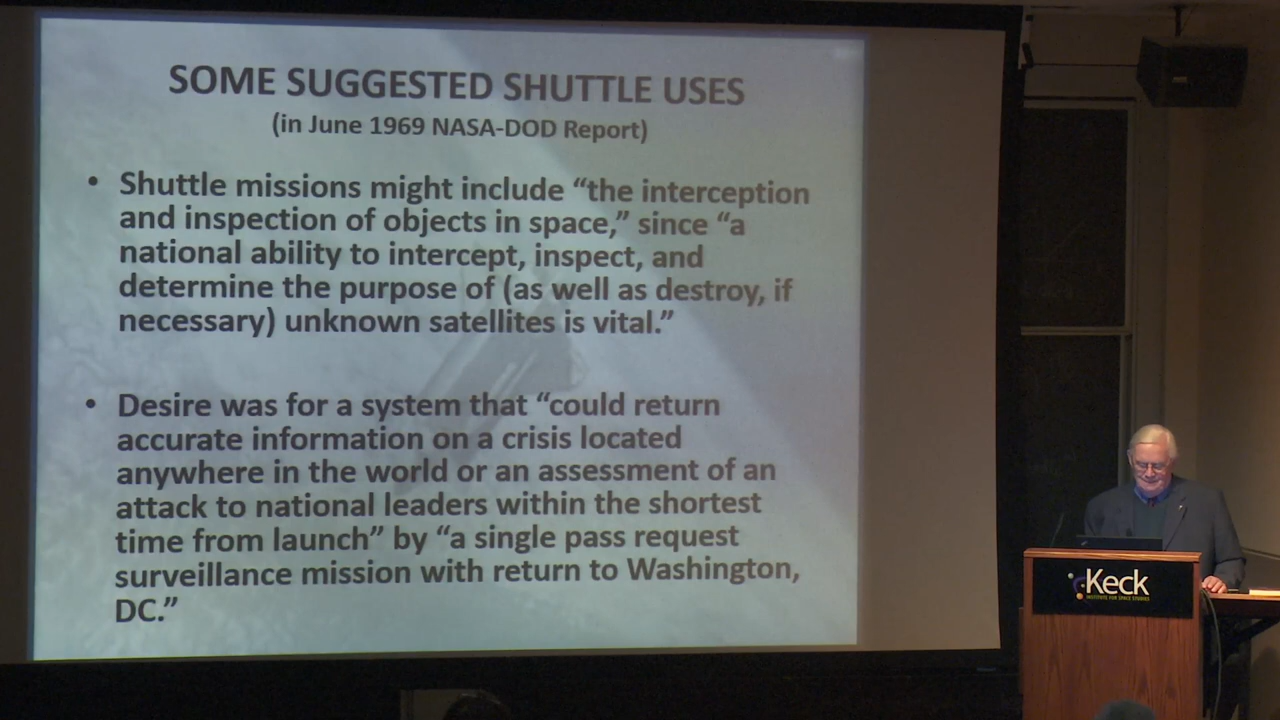 SOME SUGGESTED SHUTTLE USES
(in June 1969 NASA-DOD Report)
• Shuttle missions might include “the interception
and inspection of objects in space,” since “a
national ability to intercept, inspect, and
determine the purpose of (as well as destroy, if
necessary) unknown satellites is vital.”
• Desire was for a system that “could return
accurate information on a crisis located
anywhere in the world or an assessment of an
attack to national leaders within the shortest
time from launch” by “a single pass request
surveillance mission with return to Washington,
DC.”
Keck
INSTITUTE FOR SPACE STUDIES